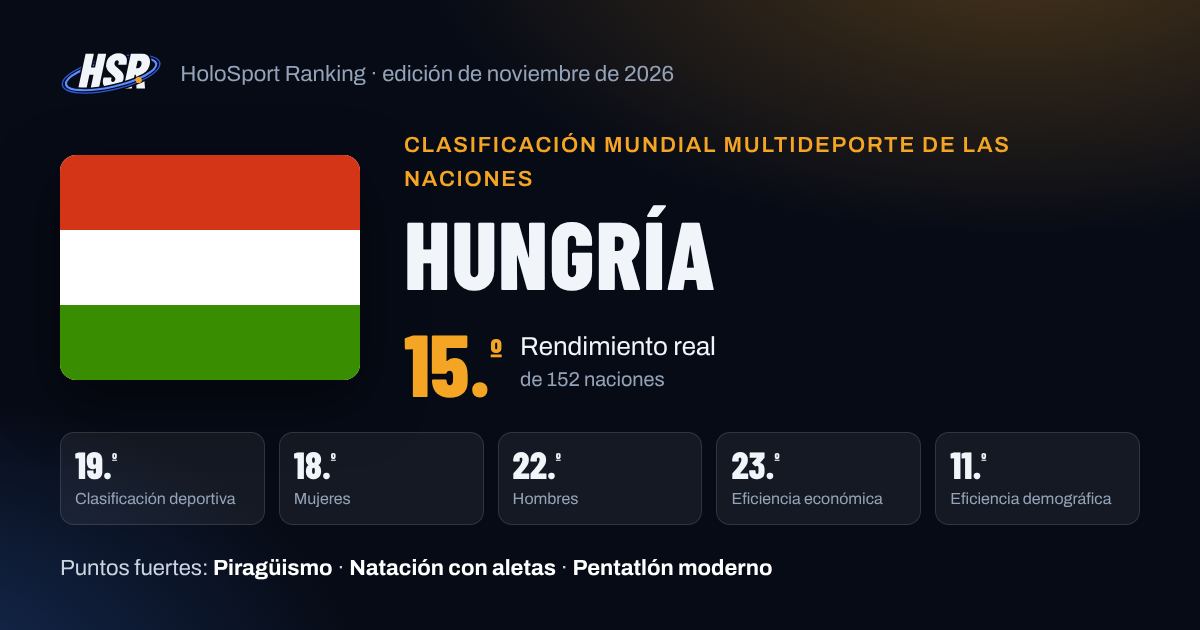 HSR
HoloSport Ranking · edición de noviembre de 2026
CLASIFICACIÓN MUNDIAL MULTIDEPORTE DE LAS
NACIONES
HUNGRÍA
15.º
Rendimiento real
de 152 naciones
19.º
Clasificación deportiva
18.º
Mujeres
22.º
Hombres
23.º
Eficiencia económica
11.º
Eficiencia demográfica
Puntos fuertes: Piragüismo · Natación con aletas · Pentatlón moderno